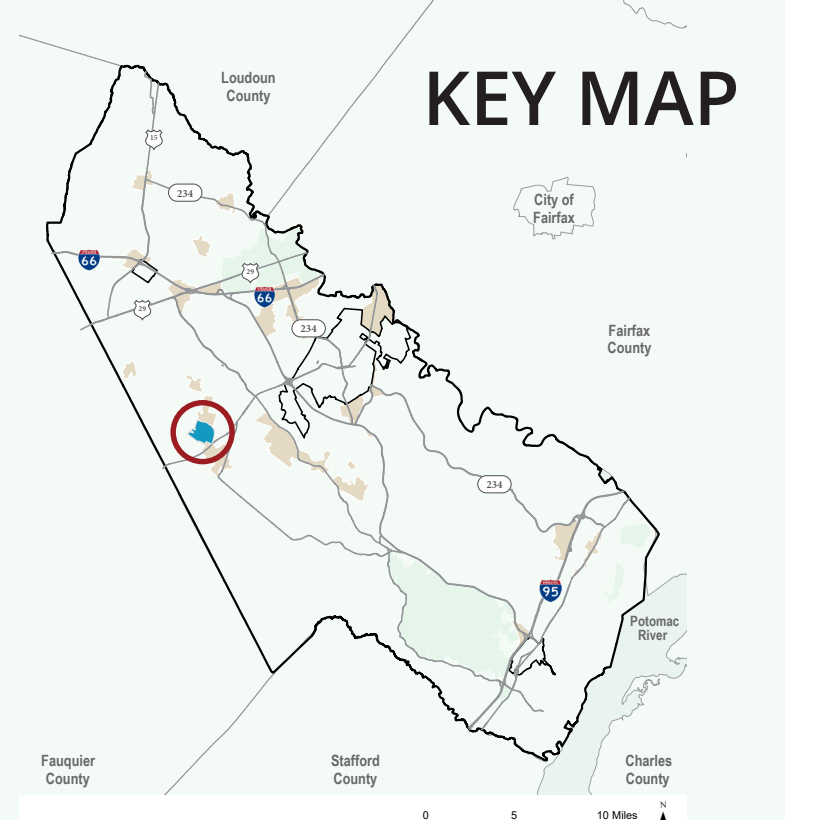 KEY MAP
Loudoun
County
15
234
City of
Fairfax
66
29
66
29
234
Fairfax
County
234
95
Potomac
River
Fauquier
County
Stafford
County
Charles
County
N
0 5 10 Miles